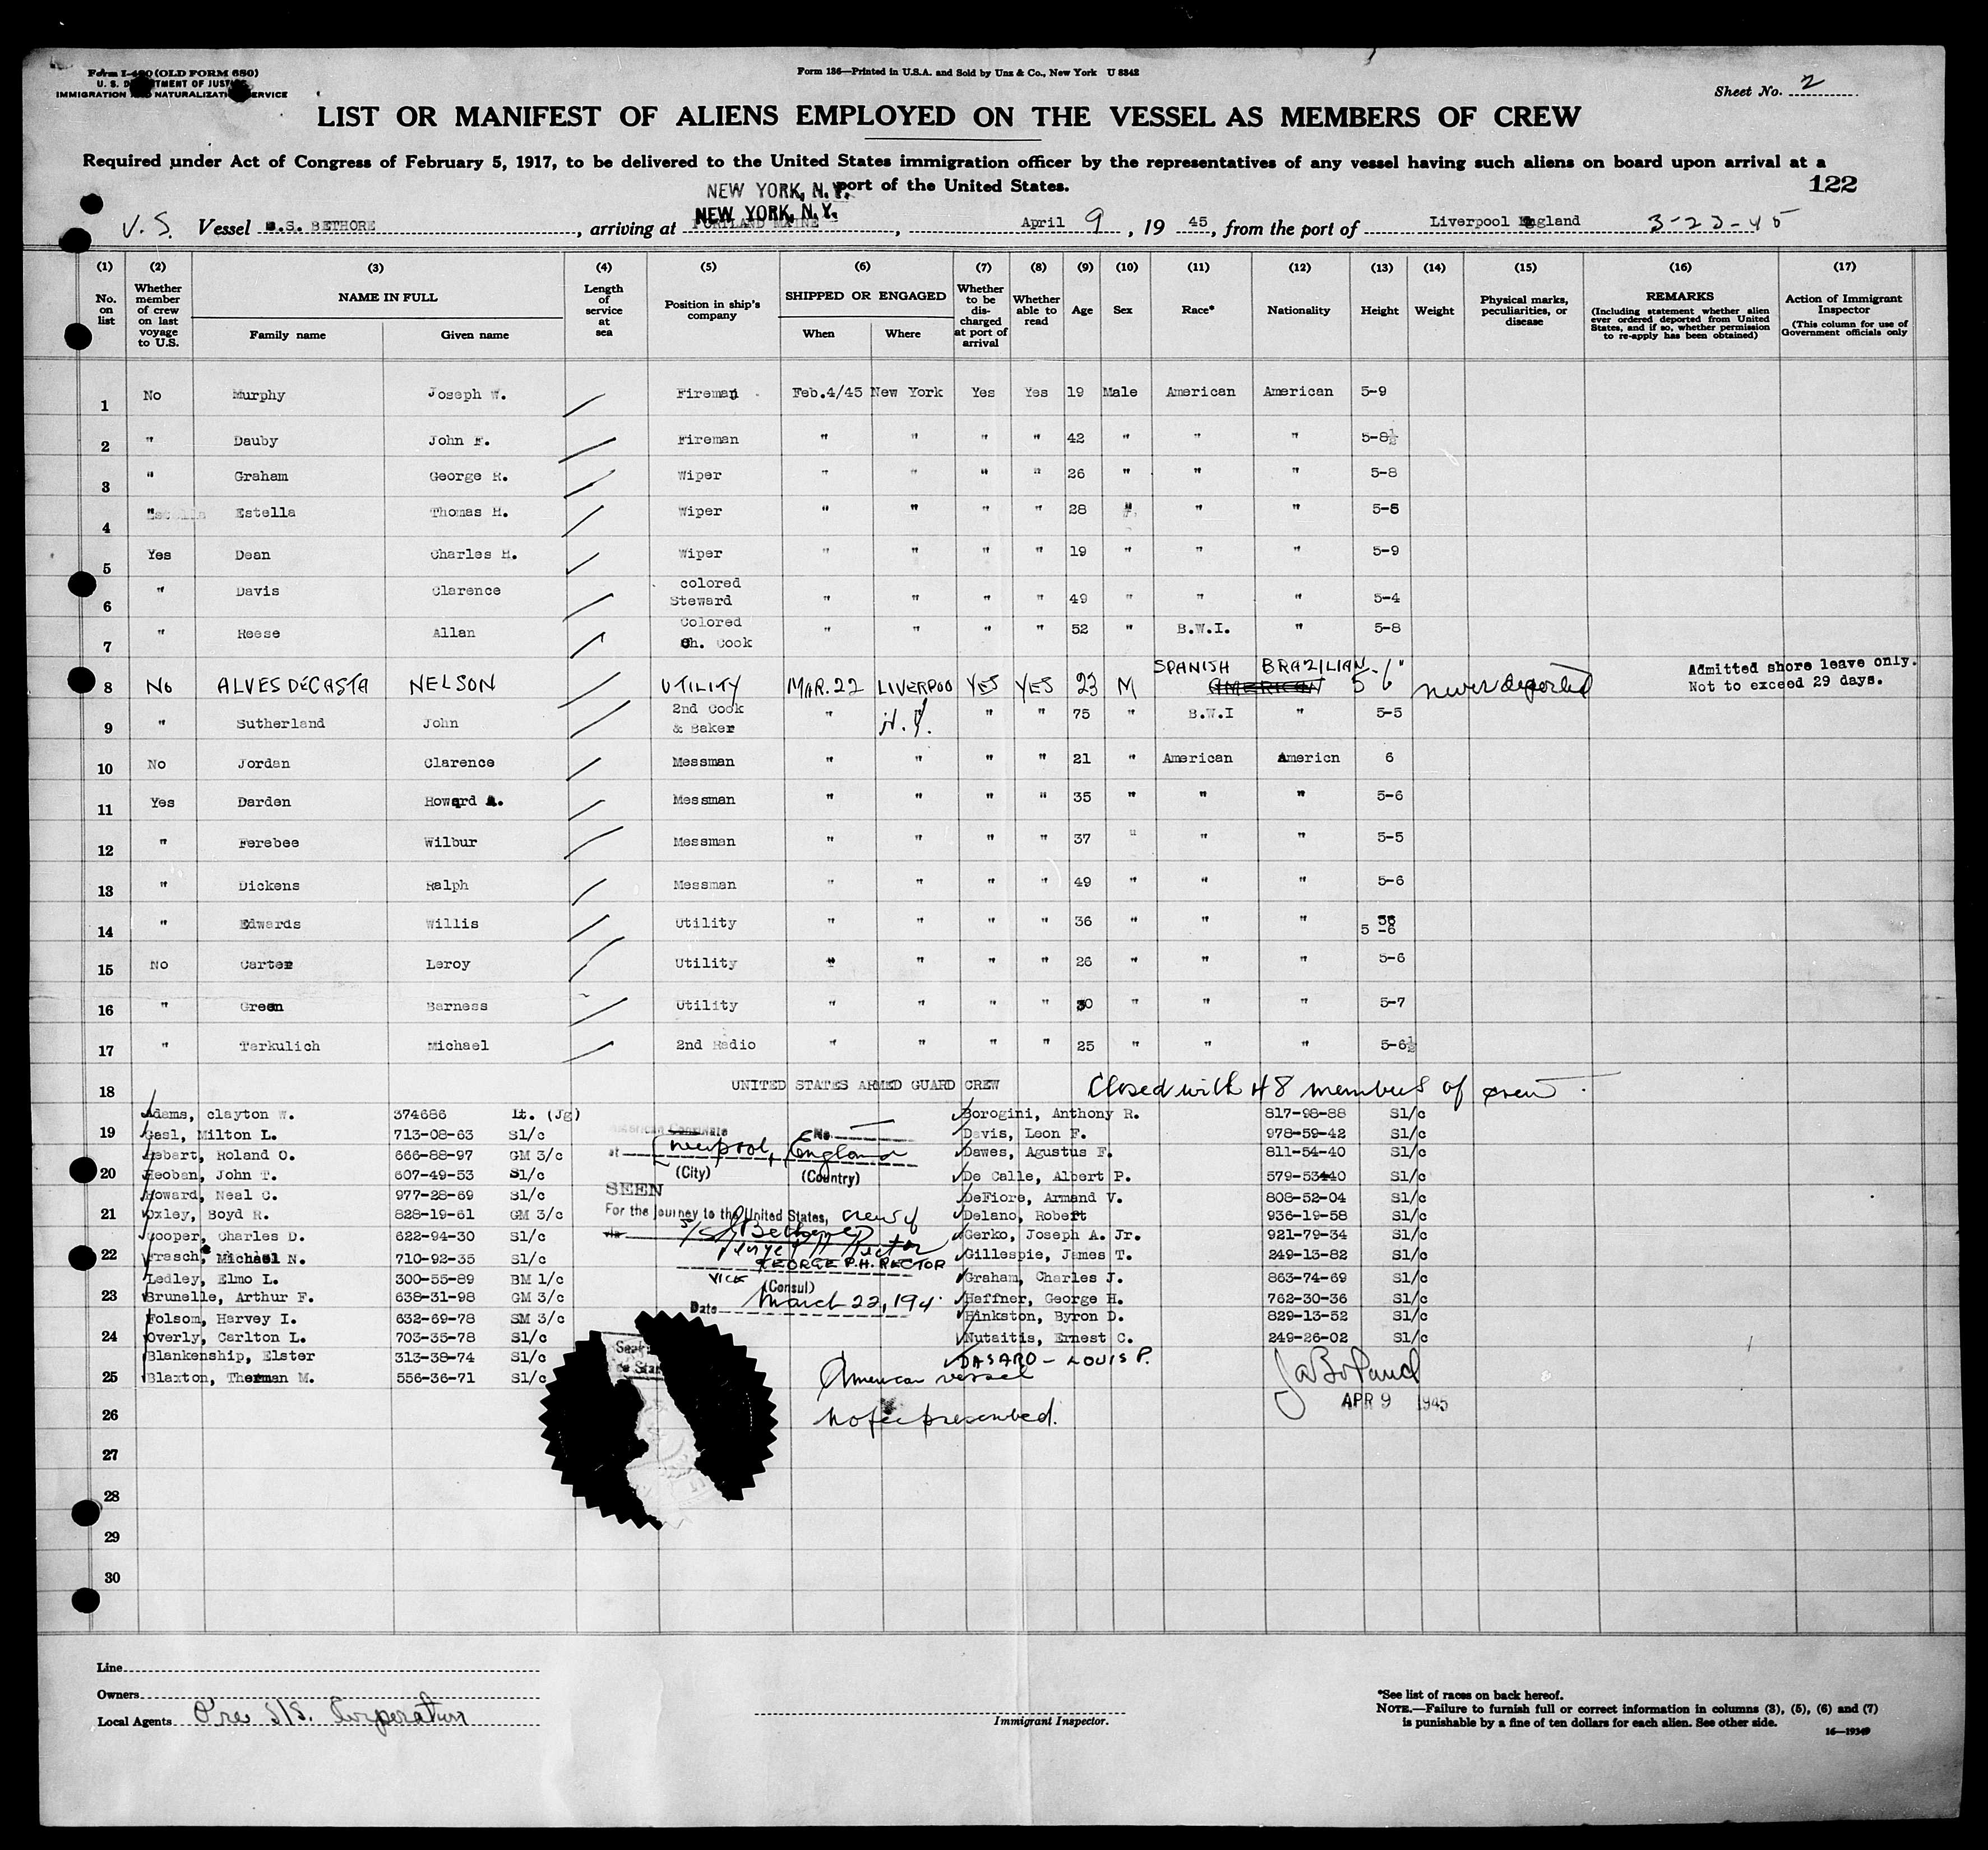 Form I-480 (OLD FORM 680)
U. S. DEPARTMENT OF JUSTICE
IMMIGRATION AND NATURALIZATION SERVICE
Form 136—Printed in U.S.A. and Sold by Unz & Co., New York U 8342
Sheet No. 2
LIST OR MANIFEST OF ALIENS EMPLOYED ON THE VESSEL AS MEMBERS OF CREW
Required under Act of Congress of February 5, 1917, to be delivered to the United States immigration officer by the representatives of any vessel having such aliens on board upon arrival at a
port of the United States.
NEW YORK, N.Y.
122
NEW YORK, N.Y.
U.S. Vessel S.S. BETHORE, arriving at PORTLAND MAINE, April 9, 19 45, from the port of Liverpool England 3-23-45
(1) (2) (3) (4) (5) (6) (7) (8) (9) (10) (11) (12) (13) (14) (15) (16) (17)
No. on list
Whether member of crew on last voyage to U.S.
NAME IN FULL
Family name Given name
Length of service at sea
Position in ship's company
SHIPPED OR ENGAGED
When Where
Whether to be discharged at port of arrival
Whether able to read
Age
Sex
Race*
Nationality
Height
Weight
Physical marks, peculiarities, or disease
REMARKS
(Including statement whether alien ever ordered deported from United States, and if so, whether permission to re-apply has been obtained)
Action of Immigrant Inspector
(This column for use of Government officials only
1 No Murphy Joseph W. Fireman Feb.4/45 New York Yes Yes 19 Male American American 5-9
2 " Dauby John F. Fireman " " " " 42 " " " 5-8½
3 " Graham George R. Wiper " " " " 26 " " " 5-8
4 " Estella Thomas H. Wiper " " " " 28 " " " 5-8
5 Yes Dean Charles H. Wiper " " " " 19 " " " 5-9
6 " Davis Clarence colored Steward " " " " 49 " " " 5-4
7 " Reese Allan Colored Ch. Cook " " " " 52 " B.W.I. " 5-8
8 No ALVES DECASTA NELSON UTILITY MAR.22 LIVERPOO YES YES 23 M SPANISH BRAZILIAN AMERICAN 5-6" never deported Admitted shore leave only. Not to exceed 29 days.
9 " Sutherland John 2nd Cook & Baker " N.Y. " " 75 " B.W.I " 5-5
10 No Jordan Clarence Messman " " " " 21 " American Americn 6
11 Yes Darden Howard A. Messman " " " " 35 " " " 5-6
12 " Ferebee Wilbur Messman " " " " 37 " " " 5-5
13 " Dickens Ralph Messman " " " " 49 " " " 5-6
14 " Edwards Willis Utility " " " " 36 " " " 5 -6
15 No Carter Leroy Utility " " " " 26 " " " 5-6
16 " Green Barness Utility " " " " 30 " " " 5-7
17 " Terkulich Michael 2nd Radio " " " " 25 " " " 5-6½
18 UNITED STATES ARMED GUARD CREW Closed with 48 members of crew.
Adams, clayton W. 374686 Lt. (Jg)
19 Gasl, Milton L. 713-08-63 S1/c
Hebert, Roland O. 666-88-97 GM 3/c
20 Heoban, John T. 607-49-53 S1/c
Howard, Neal C. 977-28-69 S1/c
21 Oxley, Boyd R. 828-19-61 GM 3/c
Cooper, Charles D. 622-94-30 S1/c
22 Frasch, Michael N. 710-92-35 S1/c
Ledley, Elmo L. 300-55-89 BM 1/c
23 Brunelle, Arthur F. 638-31-98 GM 3/c
Folsom, Harvey I. 632-69-78 SM 3/c
24 Overly, Carlton L. 703-35-78 S1/c
Blankenship, Elster 313-38-74 S1/c
25 Blaxton, Therman M. 556-36-71 S1/c
26
27
28
29
30
American Consulate No.
at Liverpool, England
(City) (Country)
SEEN
For the journey to the United States, crew of
via S/S Bethore
GEORGE P.H. RECTOR
VICE (Consul)
Date March 22, 194
Borogini, Anthony R. 817-98-88 S1/c
Davis, Leon F. 978-59-42 S1/c
Dawes, Agustus F. 811-54-40 S1/c
De Calle, Albert P. 579-53-40 S1/c
DeFiore, Armand V. 808-52-04 S1/c
Delano, Robert 936-19-58 S1/c
Gerko, Joseph A. Jr. 921-79-34 S1/c
Gillespie, James T. 249-13-82 S1/c
Graham, Charles J. 863-74-69 S1/c
Heffner, George H. 762-30-36 S1/c
Hinkston, Byron D. 829-13-52 S1/c
Nutaitis, Ernest C. 249-26-02 S1/c
DASARO - LOUIS P.
American vessel
No fee presented.
APR 9 1945
Line
Owners
Local Agents Ore S/S. Corporation
Immigrant Inspector.
*See list of races on back hereof.
NOTE.—Failure to furnish full or correct information in columns (3), (5), (6) and (7)
is punishable by a fine of ten dollars for each alien. See other side.
16—19349